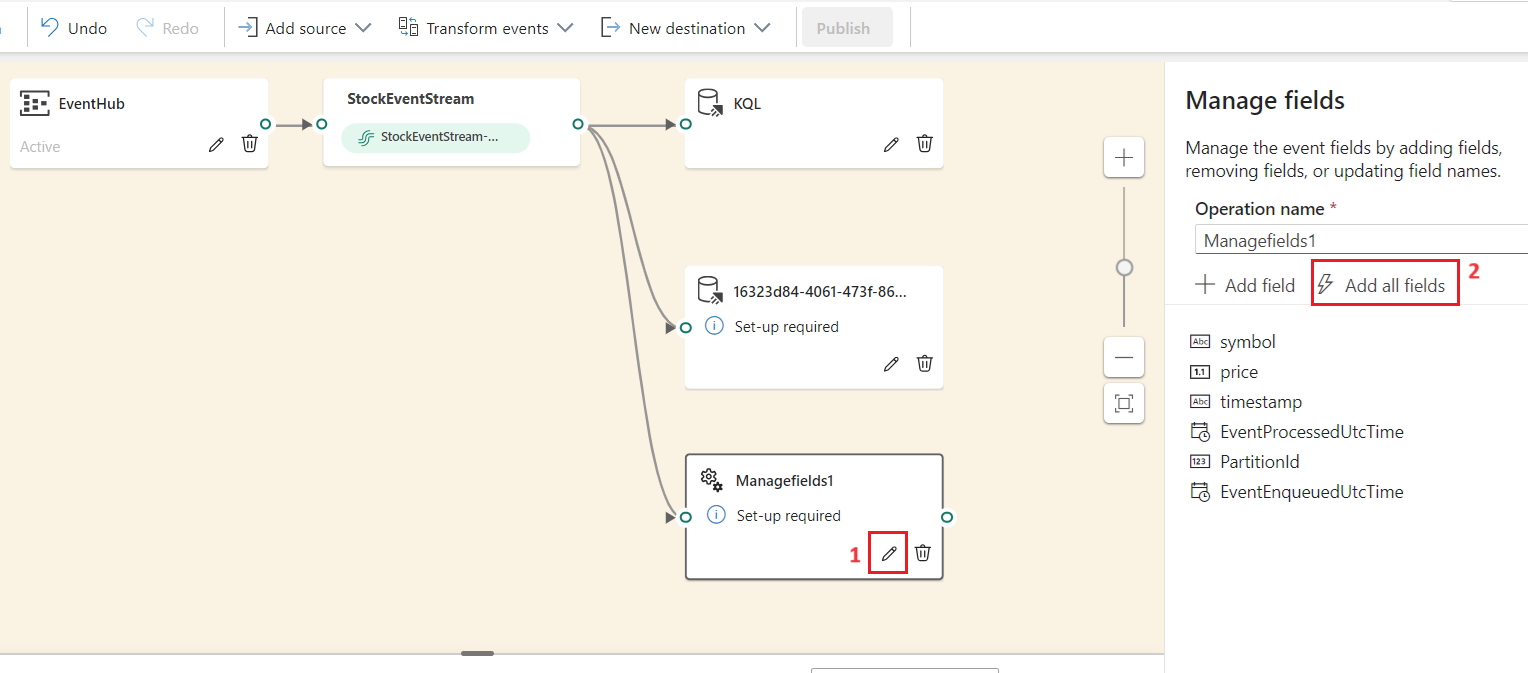 Undo
Redo
Add source
Transform events
New destination
Publish
EventHub
Active
StockEventStream
StockEventStream-...
KQL
16323d84-4061-473f-86...
Set-up required
Managefields1
Set-up required
1
Manage fields
Manage the event fields by adding fields,
removing fields, or updating field names.
Operation name *
Managefields1
Add field
Add all fields
2
Abc symbol
1.1 price
Abc timestamp
EventProcessedUtcTime
123 PartitionId
EventEnqueuedUtcTime